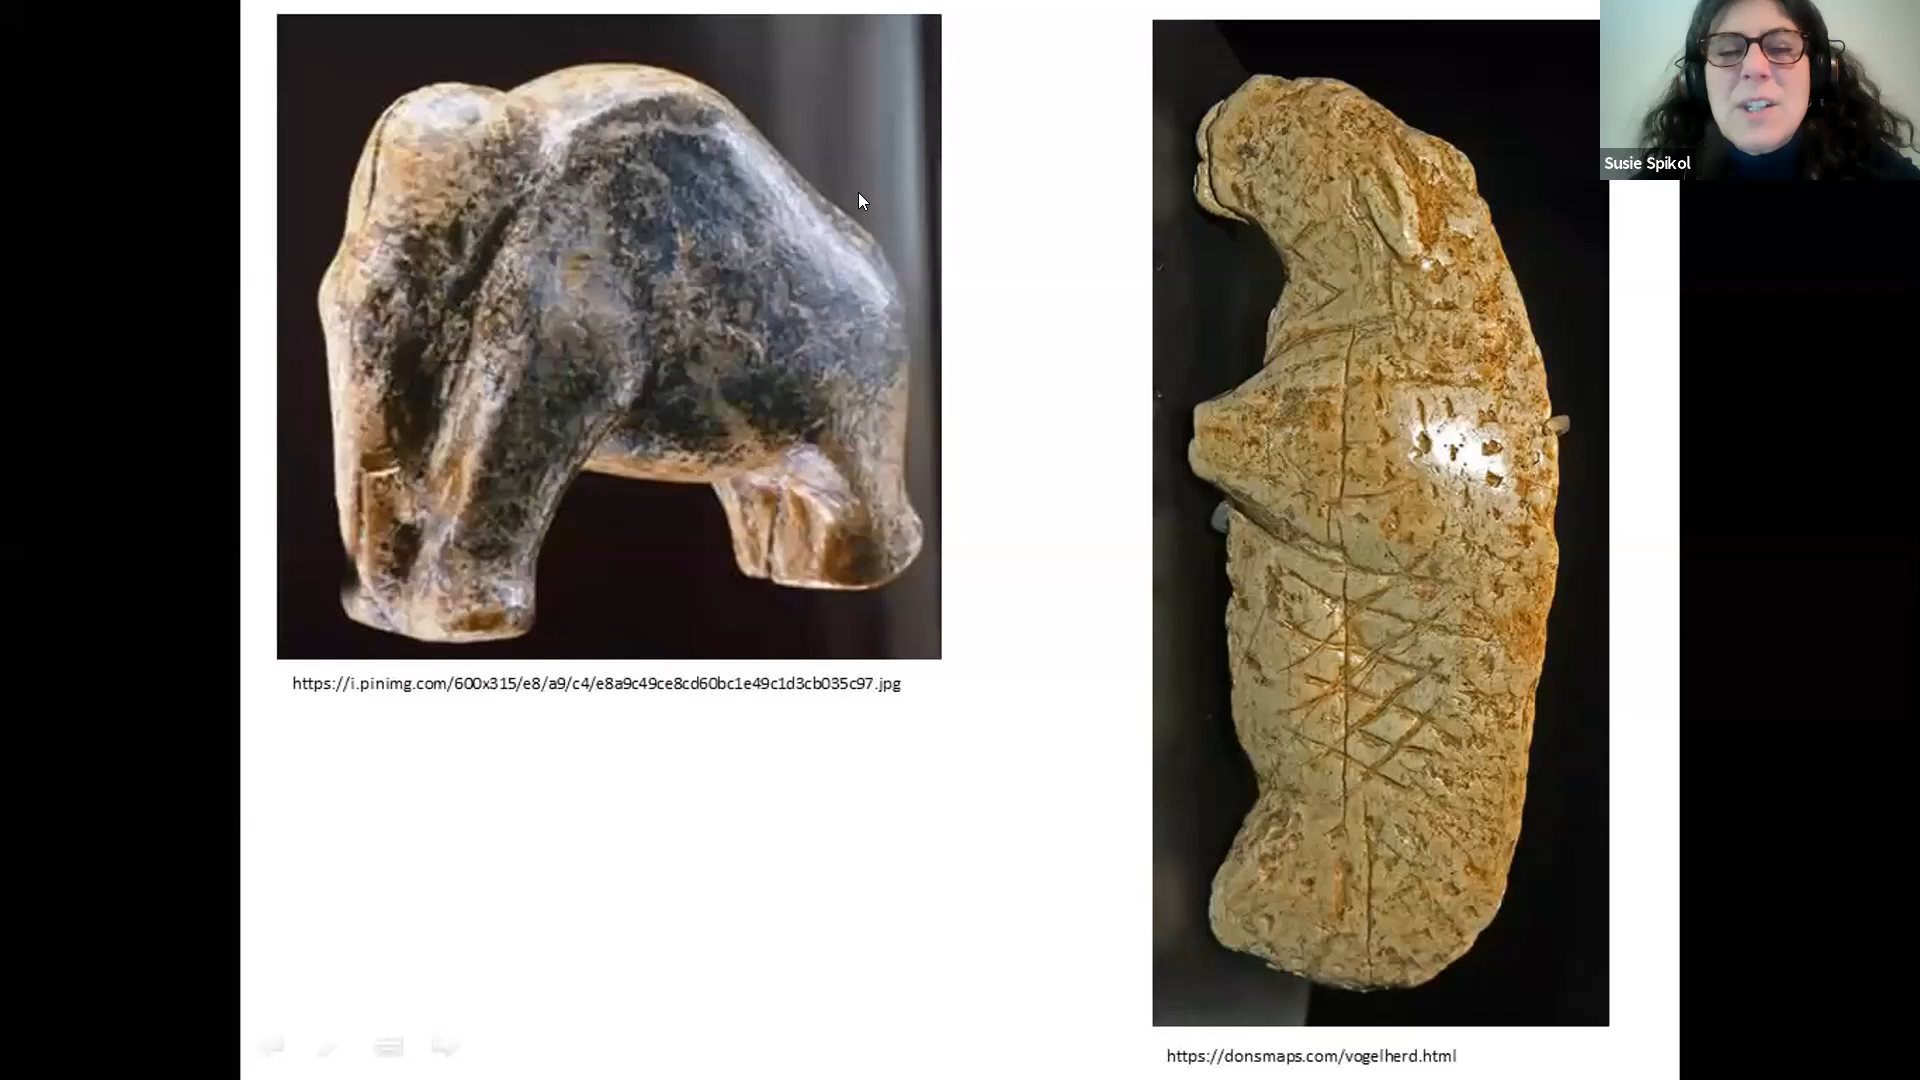 Susie Spikol
https://i.pinimg.com/600x315/e8/a9/c4/e8a9c49ce8cd60bc1e49c1d3cb035c97.jpg
https://donsmaps.com/vogelherd.html